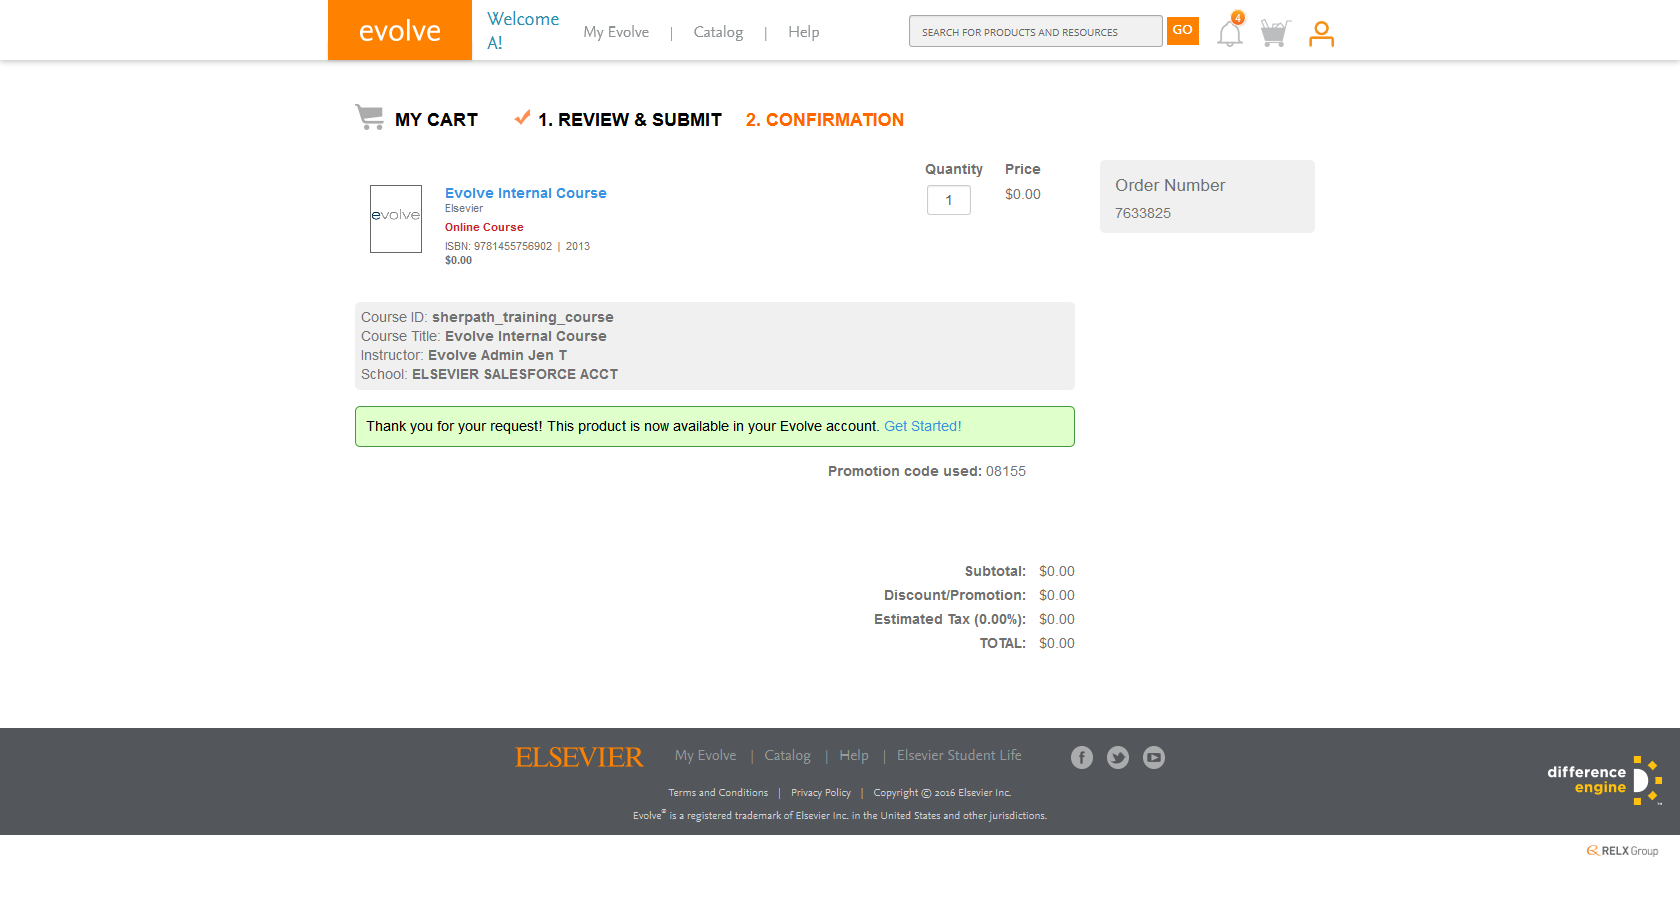 evolve
Welcome
A!
My Evolve | Catalog | Help
SEARCH FOR PRODUCTS AND RESOURCES
GO
4
MY CART
1. REVIEW & SUBMIT
2. CONFIRMATION
Quantity Price
evolve
Evolve Internal Course
Elsevier
Online Course
ISBN: 9781455756902 | 2013
$0.00
1
$0.00
Order Number
7633825
Course ID: sherpath_training_course
Course Title: Evolve Internal Course
Instructor: Evolve Admin Jen T
School: ELSEVIER SALESFORCE ACCT
Thank you for your request! This product is now available in your Evolve account. Get Started!
Promotion code used: 08155
Subtotal: $0.00
Discount/Promotion: $0.00
Estimated Tax (0.00%): $0.00
TOTAL: $0.00
ELSEVIER
My Evolve | Catalog | Help | Elsevier Student Life
Terms and Conditions | Privacy Policy | Copyright © 2016 Elsevier Inc.
Evolve® is a registered trademark of Elsevier Inc. in the United States and other jurisdictions.
difference
engine
RELX Group